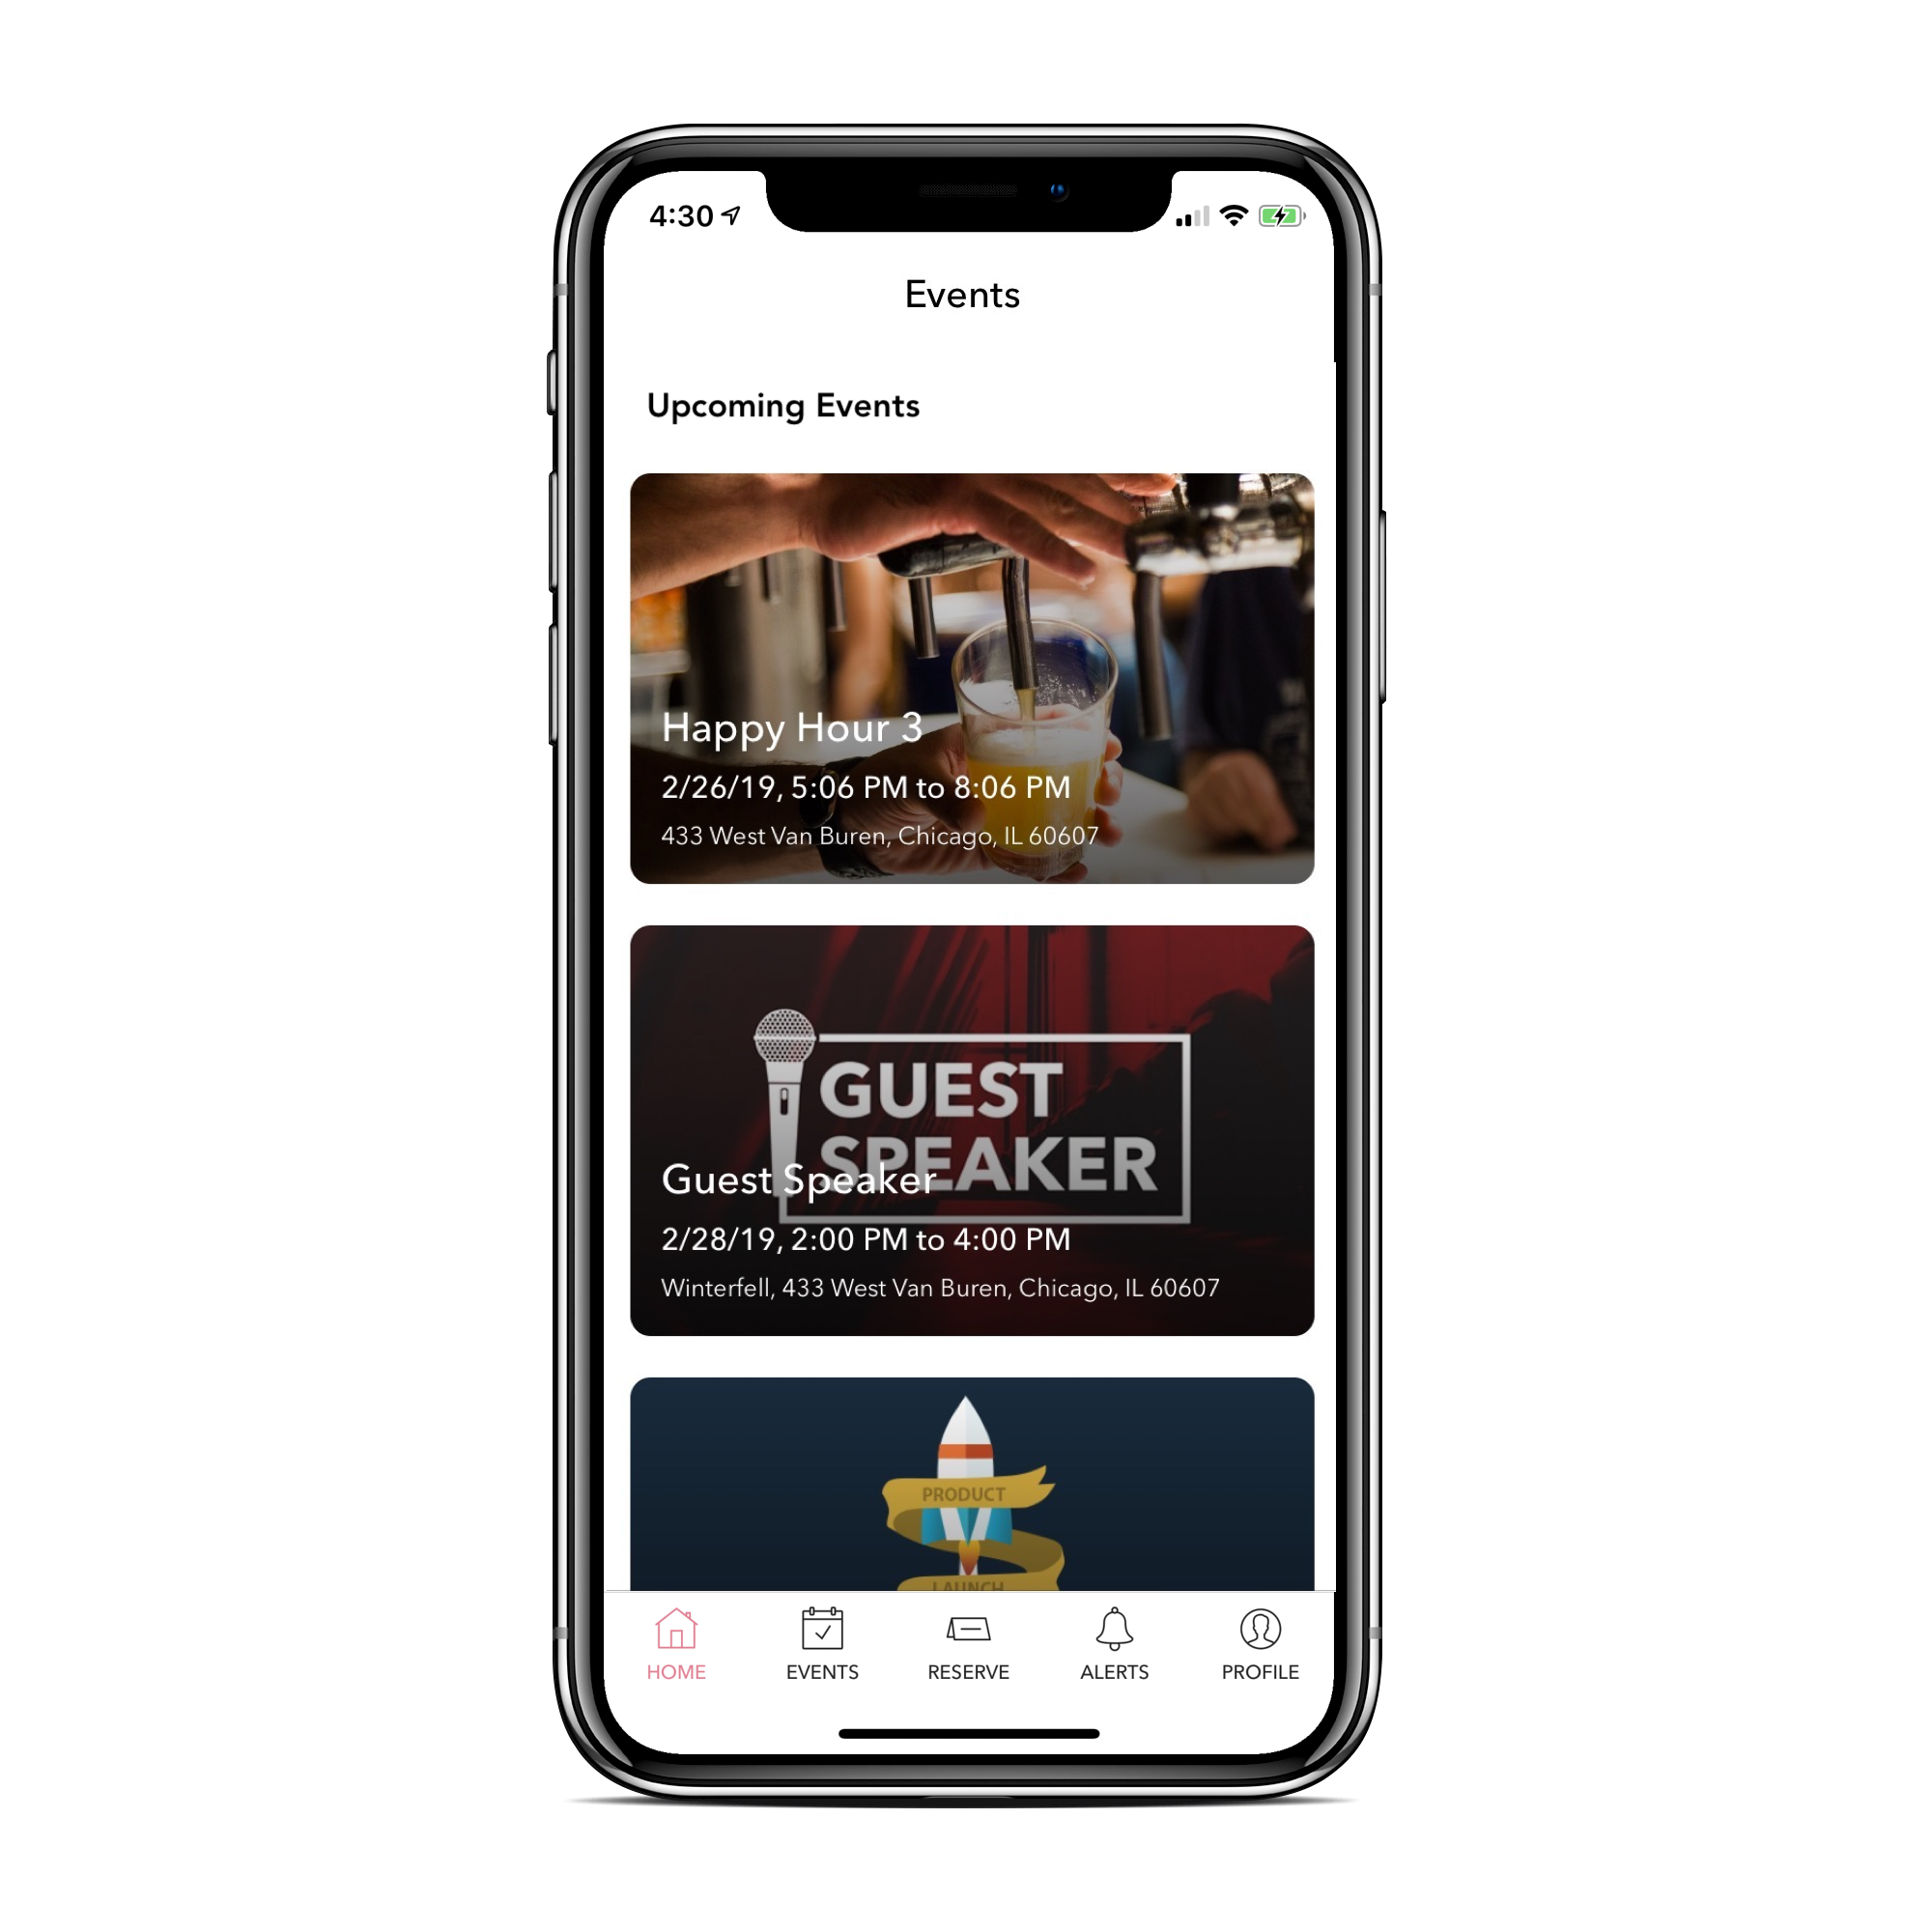 4:30
Events
Upcoming Events
Happy Hour 3
2/26/19, 5:06 PM to 8:06 PM
433 West Van Buren, Chicago, IL 60607
GUEST
SPEAKER
Guest Speaker
2/28/19, 2:00 PM to 4:00 PM
Winterfell, 433 West Van Buren, Chicago, IL 60607
PRODUCT
LAUNCH
HOME EVENTS RESERVE ALERTS PROFILE